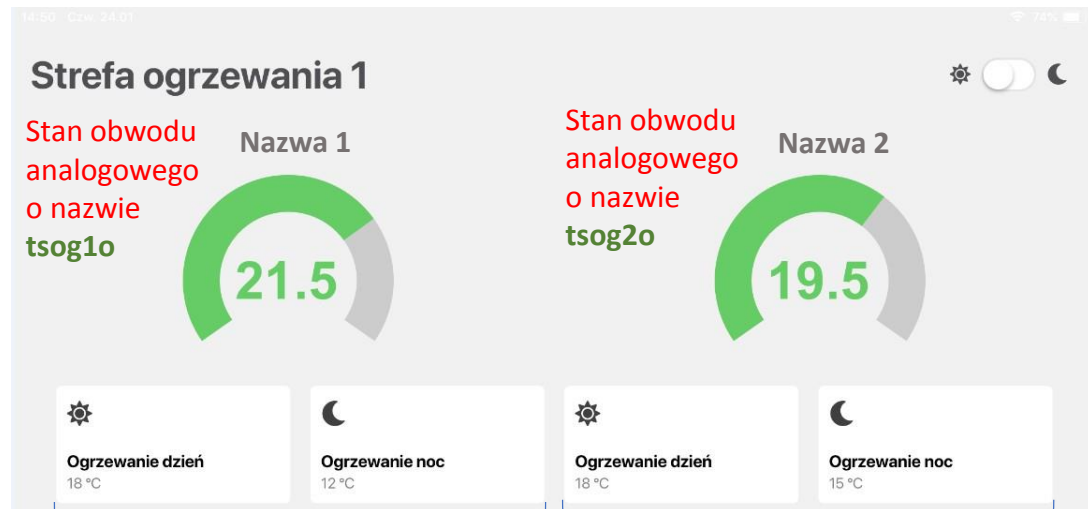 14:50 Czw. 24.01
74%
Strefa ogrzewania 1
Stan obwodu
analogowego
o nazwie
tsog1o
Nazwa 1
21.5
Stan obwodu
analogowego
o nazwie
tsog2o
Nazwa 2
19.5
Ogrzewanie dzień
18 °C
Ogrzewanie noc
12 °C
Ogrzewanie dzień
18 °C
Ogrzewanie noc
15 °C